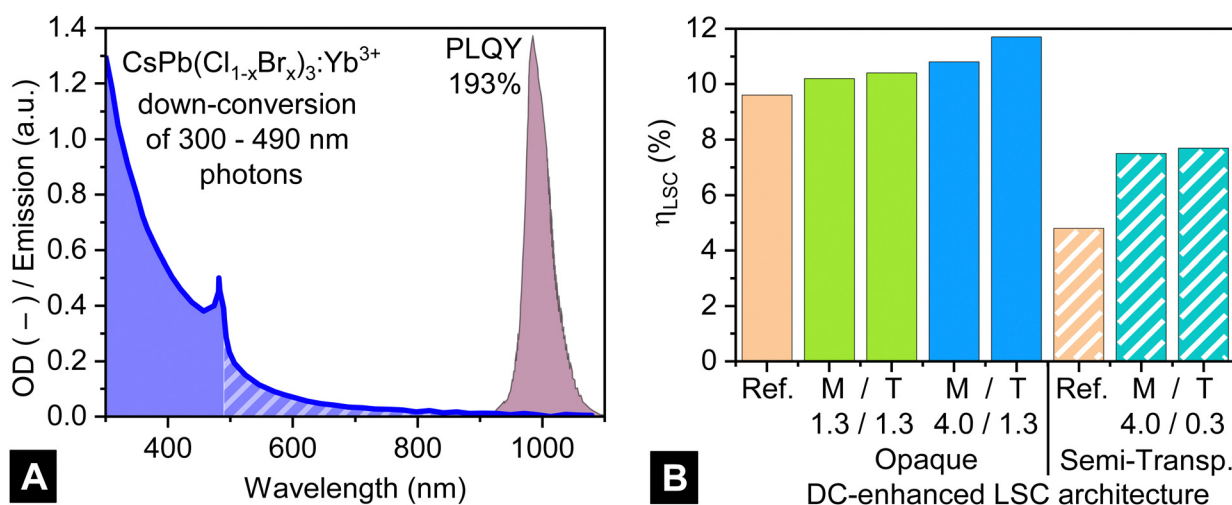 1.4
1.2
1.0
0.8
0.6
0.4
0.2
0.0
OD ( – ) / Emission (a.u.)
CsPb(Cl₁₋ₓBrₓ)₃:Yb³⁺
down-conversion
of 300 - 490 nm
photons
PLQY
193%
400 600 800 1000
Wavelength (nm)
A
12
10
8
6
4
2
0
η_LSC (%)
Ref. M / T M / T Ref. M / T
1.3 / 1.3 4.0 / 1.3 4.0 / 0.3
Opaque Semi-Transp.
DC-enhanced LSC architecture
B